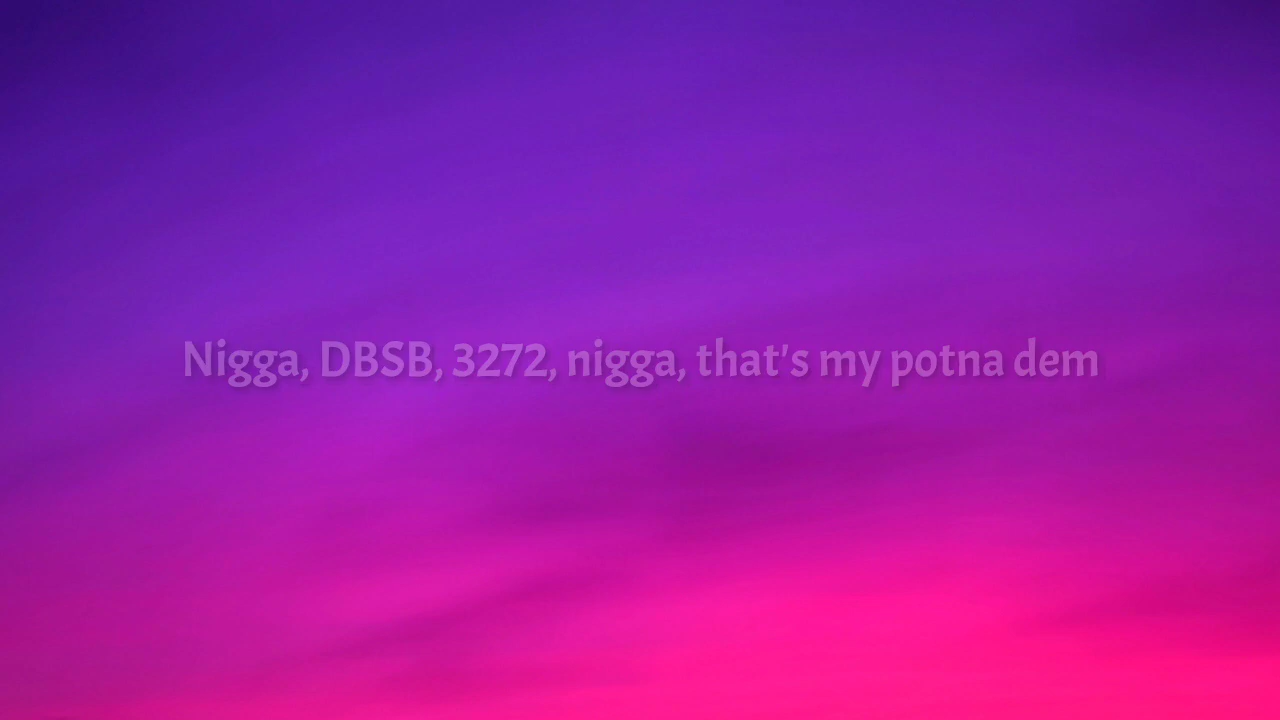 Nigga, DBSB, 3272, nigga, that's my potna dem